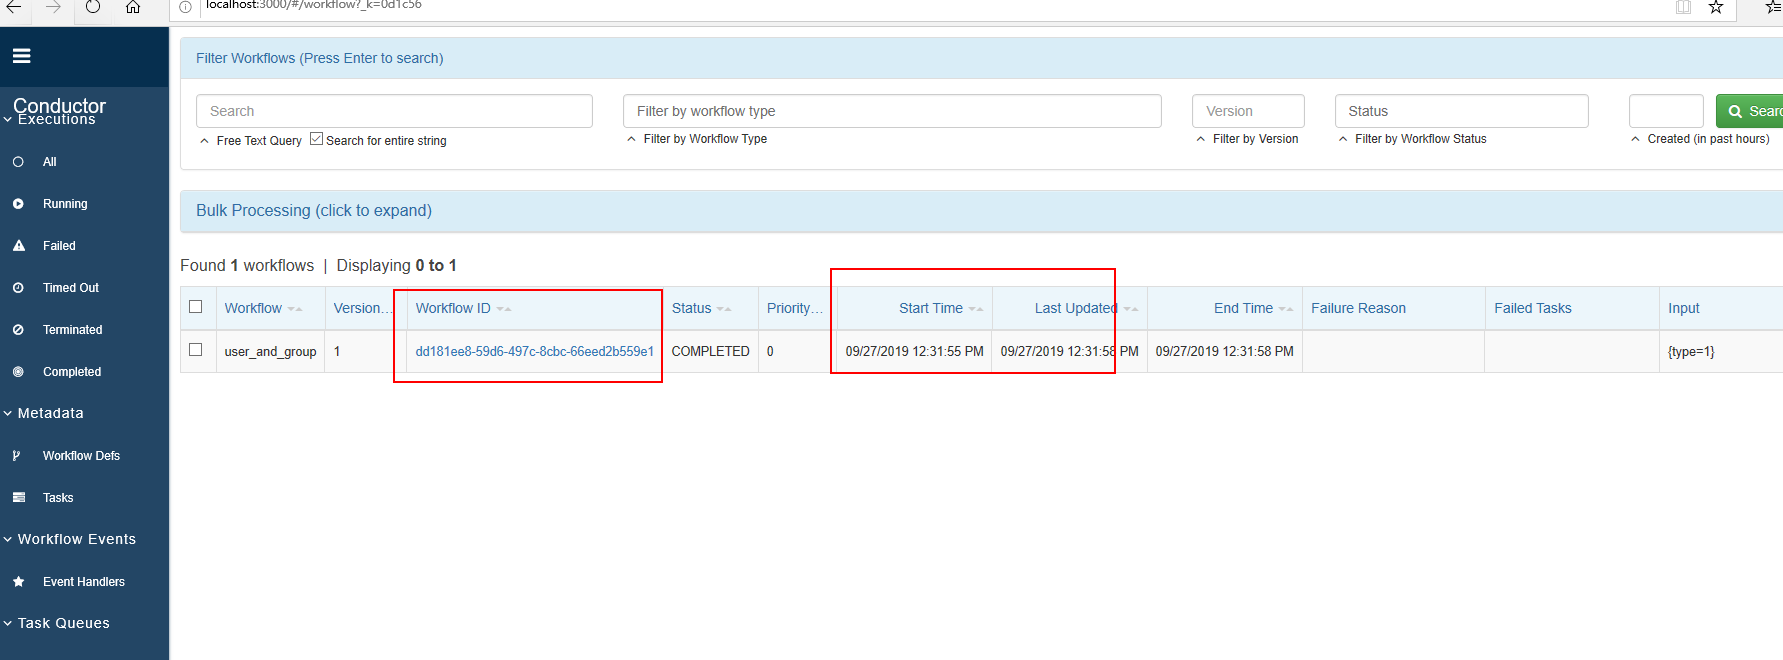 localhost:3000/#/workflow?_k=0d1c56
Conductor
Executions
All
Running
Failed
Timed Out
Terminated
Completed
Metadata
Workflow Defs
Tasks
Workflow Events
Event Handlers
Task Queues
Filter Workflows (Press Enter to search)
Search Filter by workflow type Version Status Searc
Free Text Query Search for entire string Filter by Workflow Type Filter by Version Filter by Workflow Status Created (in past hours)
Bulk Processing (click to expand)
Found 1 workflows | Displaying 0 to 1
Workflow Version... Workflow ID Status Priority... Start Time Last Updated End Time Failure Reason Failed Tasks Input
user_and_group 1 dd181ee8-59d6-497c-8cbc-66eed2b559e1 COMPLETED 0 09/27/2019 12:31:55 PM 09/27/2019 12:31:58 PM 09/27/2019 12:31:58 PM {type=1}